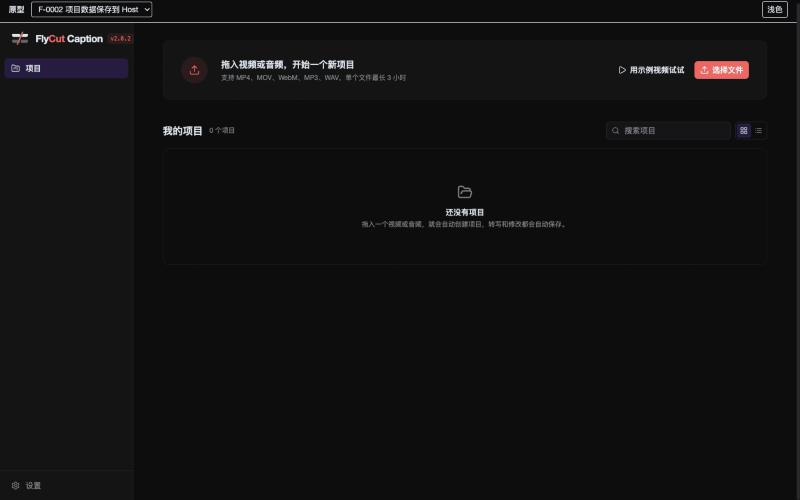 原型 F-0002 项目数据保存到 Host 浅色
FlyCut Caption v2.0.2
项目
拖入视频或音频，开始一个新项目
支持 MP4、MOV、WebM、MP3、WAV，单个文件最长 3 小时
用示例视频试试 选择文件
我的项目 0 个项目 搜索项目
还没有项目
拖入一个视频或音频，就会自动创建项目，转写和修改都会自动保存。
设置